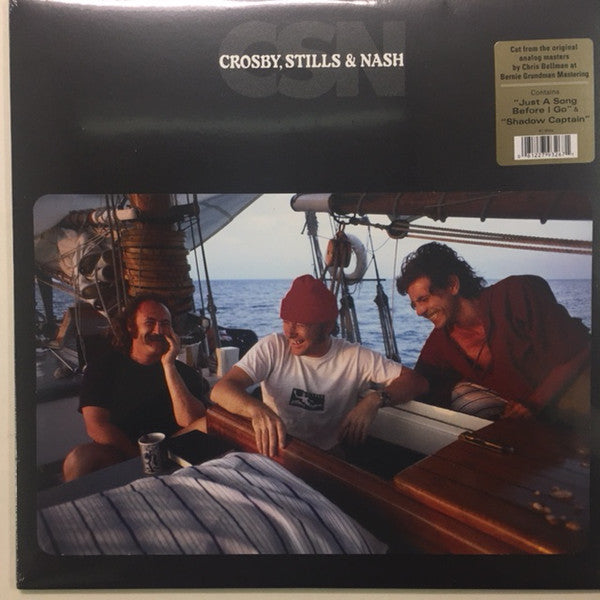 CSN
CROSBY, STILLS & NASH
Cut from the original
analog masters
by Chris Bellman at
Bernie Grundman Mastering
Contains
"Just A Song
Before I Go" &
"Shadow Captain"